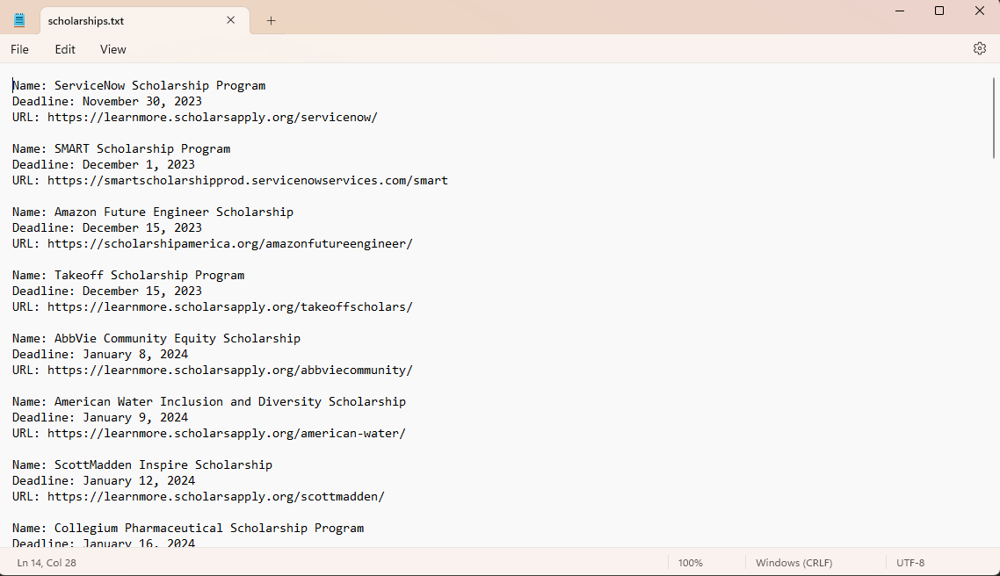 scholarships.txt
File Edit View
Name: ServiceNow Scholarship Program
Deadline: November 30, 2023
URL: https://learnmore.scholarsapply.org/servicenow/
Name: SMART Scholarship Program
Deadline: December 1, 2023
URL: https://smartscholarshipprod.servicenowservices.com/smart
Name: Amazon Future Engineer Scholarship
Deadline: December 15, 2023
URL: https://scholarshipamerica.org/amazonfutureengineer/
Name: Takeoff Scholarship Program
Deadline: December 15, 2023
URL: https://learnmore.scholarsapply.org/takeoffscholars/
Name: AbbVie Community Equity Scholarship
Deadline: January 8, 2024
URL: https://learnmore.scholarsapply.org/abbviecommunity/
Name: American Water Inclusion and Diversity Scholarship
Deadline: January 9, 2024
URL: https://learnmore.scholarsapply.org/american-water/
Name: ScottMadden Inspire Scholarship
Deadline: January 12, 2024
URL: https://learnmore.scholarsapply.org/scottmadden/
Name: Collegium Pharmaceutical Scholarship Program
Deadline: January 16, 2024
Ln 14, Col 28 100% Windows (CRLF) UTF-8